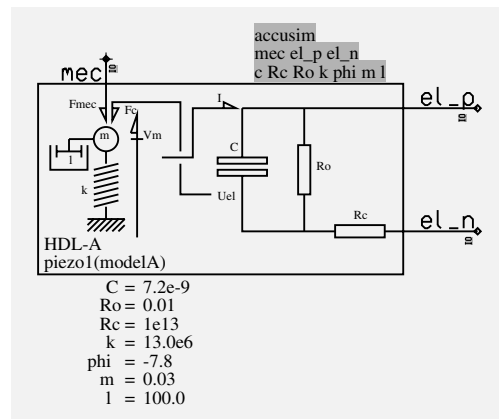 accusim
mec el_p el_n
c Rc Ro k phi m l
mec
el_p
Fmec
Fc
I
m
Vm
C
l
Ro
k
Uel
Rc
el_n
HDL-A
piezo1(modelA)
C = 7.2e-9
Ro = 0.01
Rc = 1e13
k = 13.0e6
phi = -7.8
m = 0.03
l = 100.0